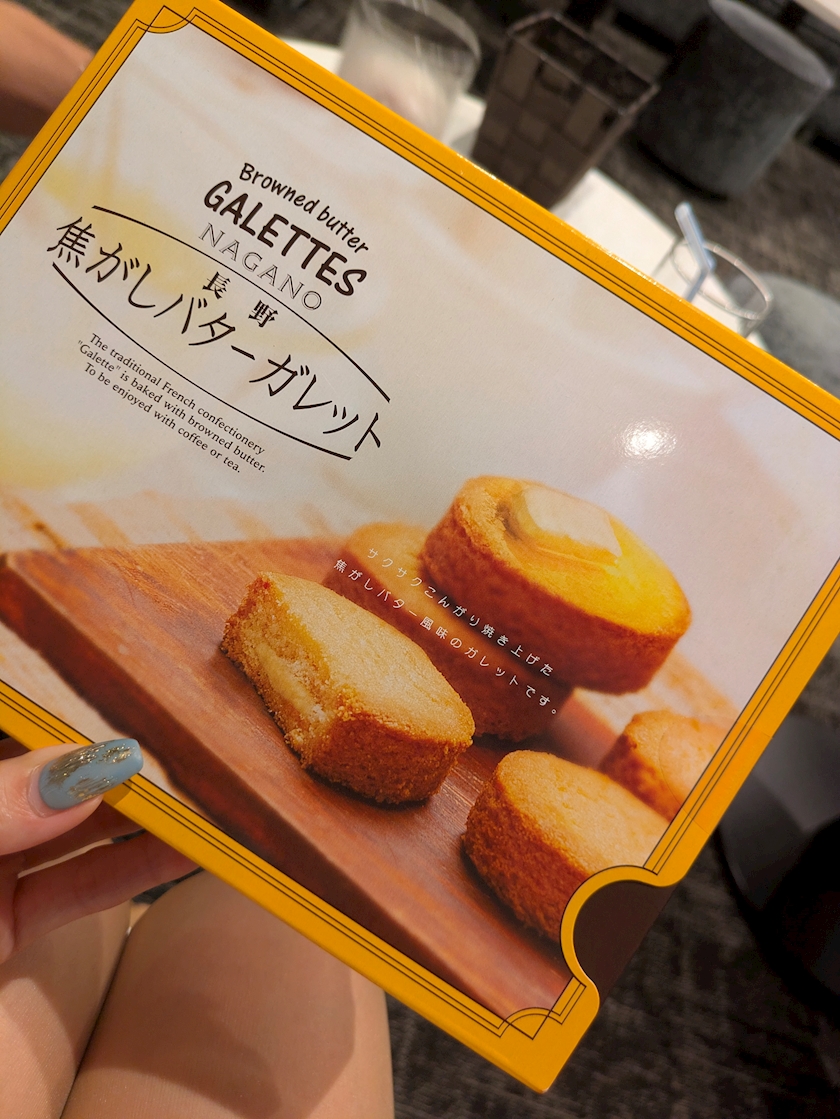 Browned butter
GALETTES
NAGANO
長野
焦がしバターガレット
The traditional French confectionery
"Galette" is baked with browned butter.
To be enjoyed with coffee or tea.
サクサクこんがり焼き上げた
焦がしバター風味のガレットです。